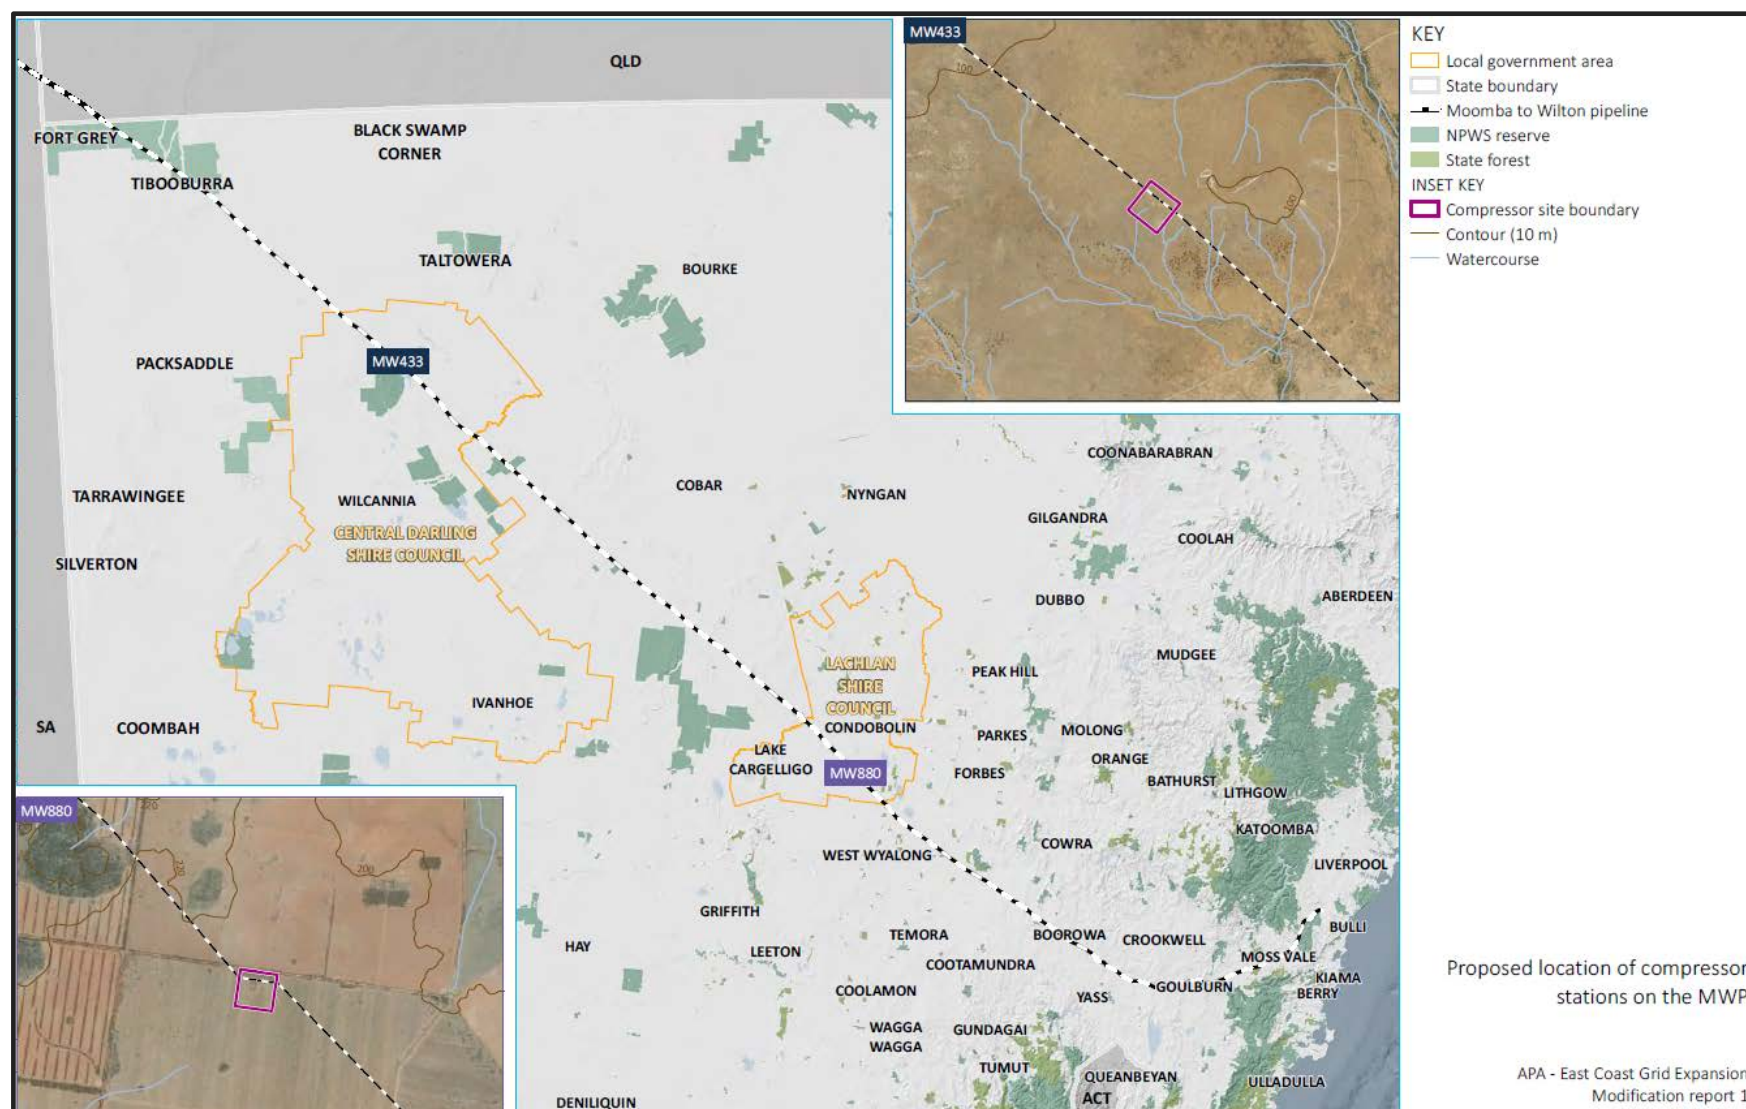 QLD
FORT GREY
BLACK SWAMP
CORNER
TIBOOBURRA
TALTOWERA
BOURKE
PACKSADDLE
MW433
TARRAWINGEE
WILCANNIA
COBAR
NYNGAN
COONABARABRAN
CENTRAL DARLING
SHIRE COUNCIL
GILGANDRA
COOLAH
SILVERTON
DUBBO
ABERDEEN
LACHLAN
SHIRE
COUNCIL
MUDGEE
PEAK HILL
IVANHOE
SA
COOMBAH
CONDOBOLIN
PARKES
MOLONG
LAKE
CARGELLIGO
MW880
FORBES
ORANGE
BATHURST
LITHGOW
KATOOMBA
COWRA
WEST WYALONG
LIVERPOOL
GRIFFITH
BULLI
HAY
LEETON
TEMORA
BOOROWA
CROOKWELL
MOSS VALE
COOTAMUNDRA
KIAMA
BERRY
COOLAMON
YASS
GOULBURN
WAGGA
WAGGA
GUNDAGAI
TUMUT
QUEANBEYAN
ACT
ULLADULLA
DENILIQUIN
MW433
100
100
MW880
220
220
200
KEY
Local government area
State boundary
Moomba to Wilton pipeline
NPWS reserve
State forest
INSET KEY
Compressor site boundary
Contour (10 m)
Watercourse
Proposed location of compressor
stations on the MWP
APA - East Coast Grid Expansion
Modification report 1